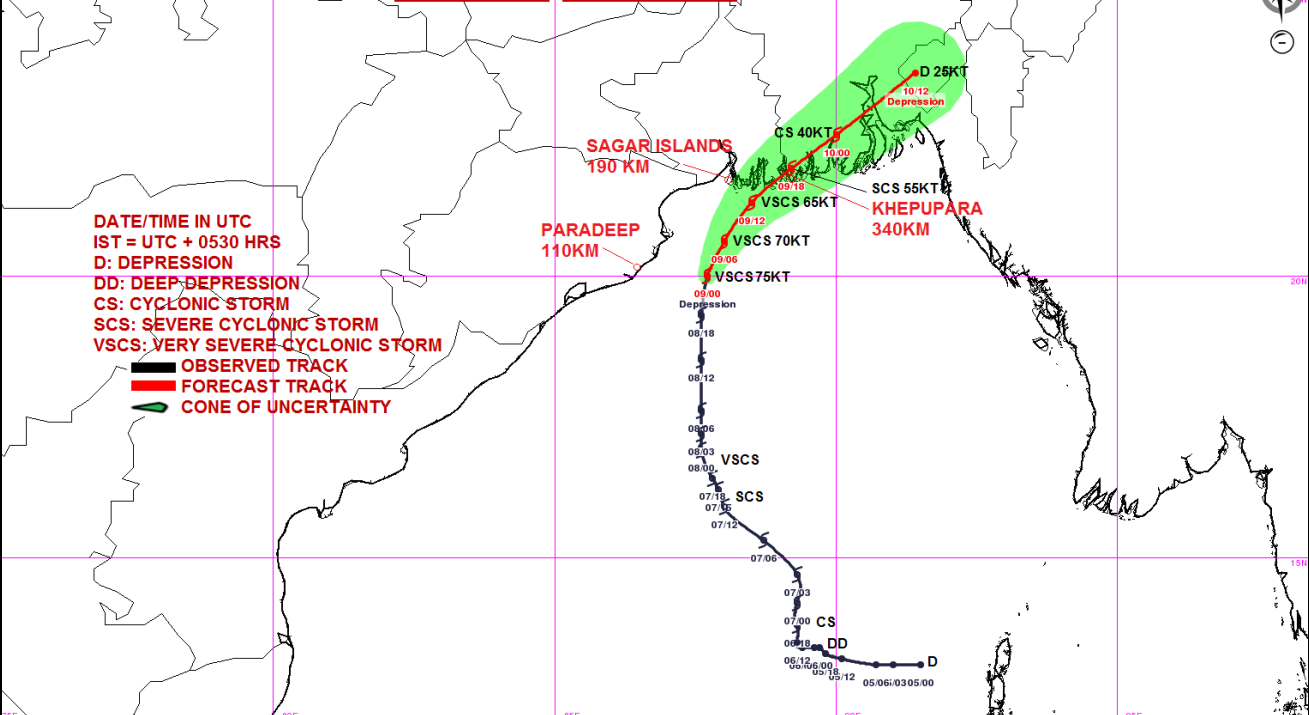 D 25KT
10/12
Depression
CS 40KT
10/00
SAGAR ISLANDS
190 KM
09/18
SCS 55KT
VSCS 65KT
KHEPUPARA
340KM
09/12
DATE/TIME IN UTC
PARADEEP
110KM
VSCS 70KT
IST = UTC + 0530 HRS
09/06
D: DEPRESSION
VSCS 75KT
20N
DD: DEEP DEPRESSION
09/00
Depression
CS: CYCLONIC STORM
SCS: SEVERE CYCLONIC STORM
08/18
VSCS: VERY SEVERE CYCLONIC STORM
OBSERVED TRACK
08/12
FORECAST TRACK
CONE OF UNCERTAINTY
08/06
08/03
VSCS
08/00
07/18
SCS
07/12
07/06
15N
07/03
07/00
CS
06/18
DD
06/12
05/18
05/12
D
05/06
05/00